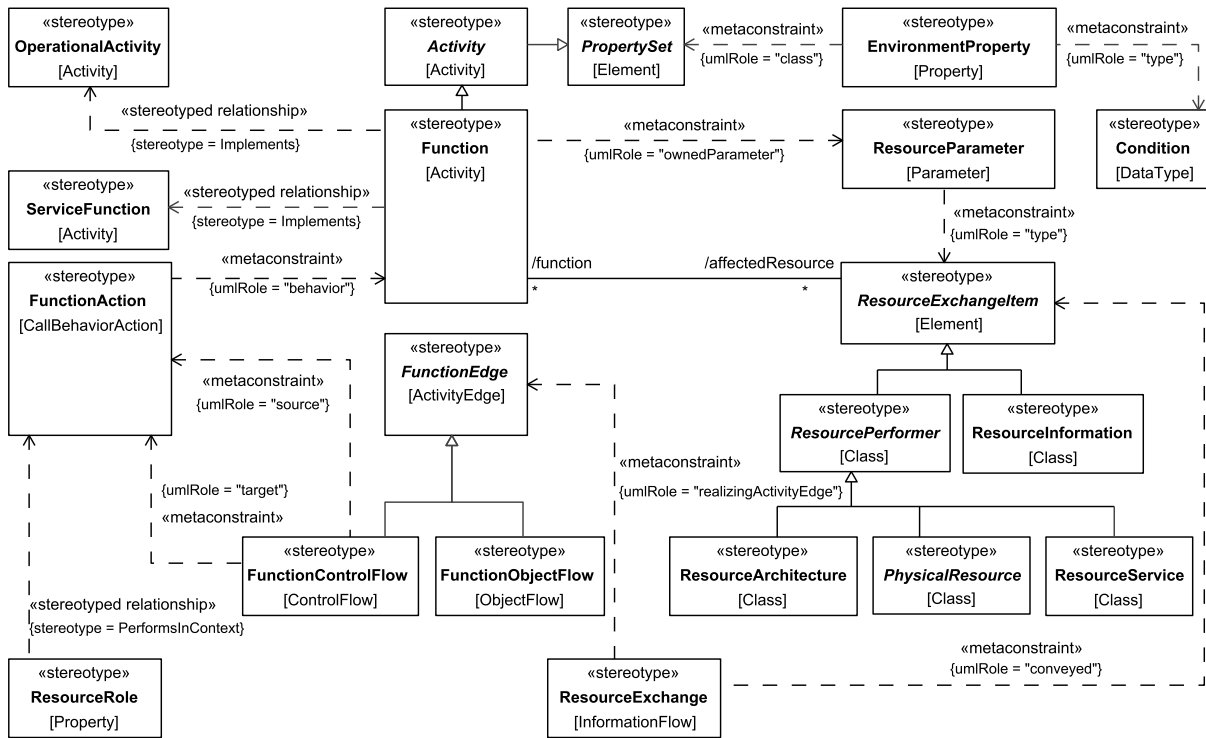 «stereotype»
OperationalActivity
[Activity]
«stereotype»
Activity
[Activity]
«stereotype»
PropertySet
[Element]
«metaconstraint»
{umlRole = "class"}
«stereotype»
EnvironmentProperty
[Property]
«metaconstraint»
{umlRole = "type"}
«stereotyped relationship»
{stereotype = Implements}
«stereotype»
Function
[Activity]
«metaconstraint»
{umlRole = "ownedParameter"}
«stereotype»
ResourceParameter
[Parameter]
«stereotype»
Condition
[DataType]
«stereotype»
ServiceFunction
[Activity]
«stereotyped relationship»
{stereotype = Implements}
«metaconstraint»
{umlRole = "type"}
«stereotype»
FunctionAction
[CallBehaviorAction]
«metaconstraint»
{umlRole = "behavior"}
/function
*
/affectedResource
*
«stereotype»
ResourceExchangeItem
[Element]
«stereotype»
FunctionEdge
[ActivityEdge]
«metaconstraint»
{umlRole = "source"}
«stereotype»
ResourcePerformer
[Class]
«stereotype»
ResourceInformation
[Class]
«metaconstraint»
{umlRole = "realizingActivityEdge"}
{umlRole = "target"}
«metaconstraint»
«stereotype»
FunctionControlFlow
[ControlFlow]
«stereotype»
FunctionObjectFlow
[ObjectFlow]
«stereotype»
ResourceArchitecture
[Class]
«stereotype»
PhysicalResource
[Class]
«stereotype»
ResourceService
[Class]
«stereotyped relationship»
{stereotype = PerformsInContext}
«stereotype»
ResourceRole
[Property]
«stereotype»
ResourceExchange
[InformationFlow]
«metaconstraint»
{umlRole = "conveyed"}